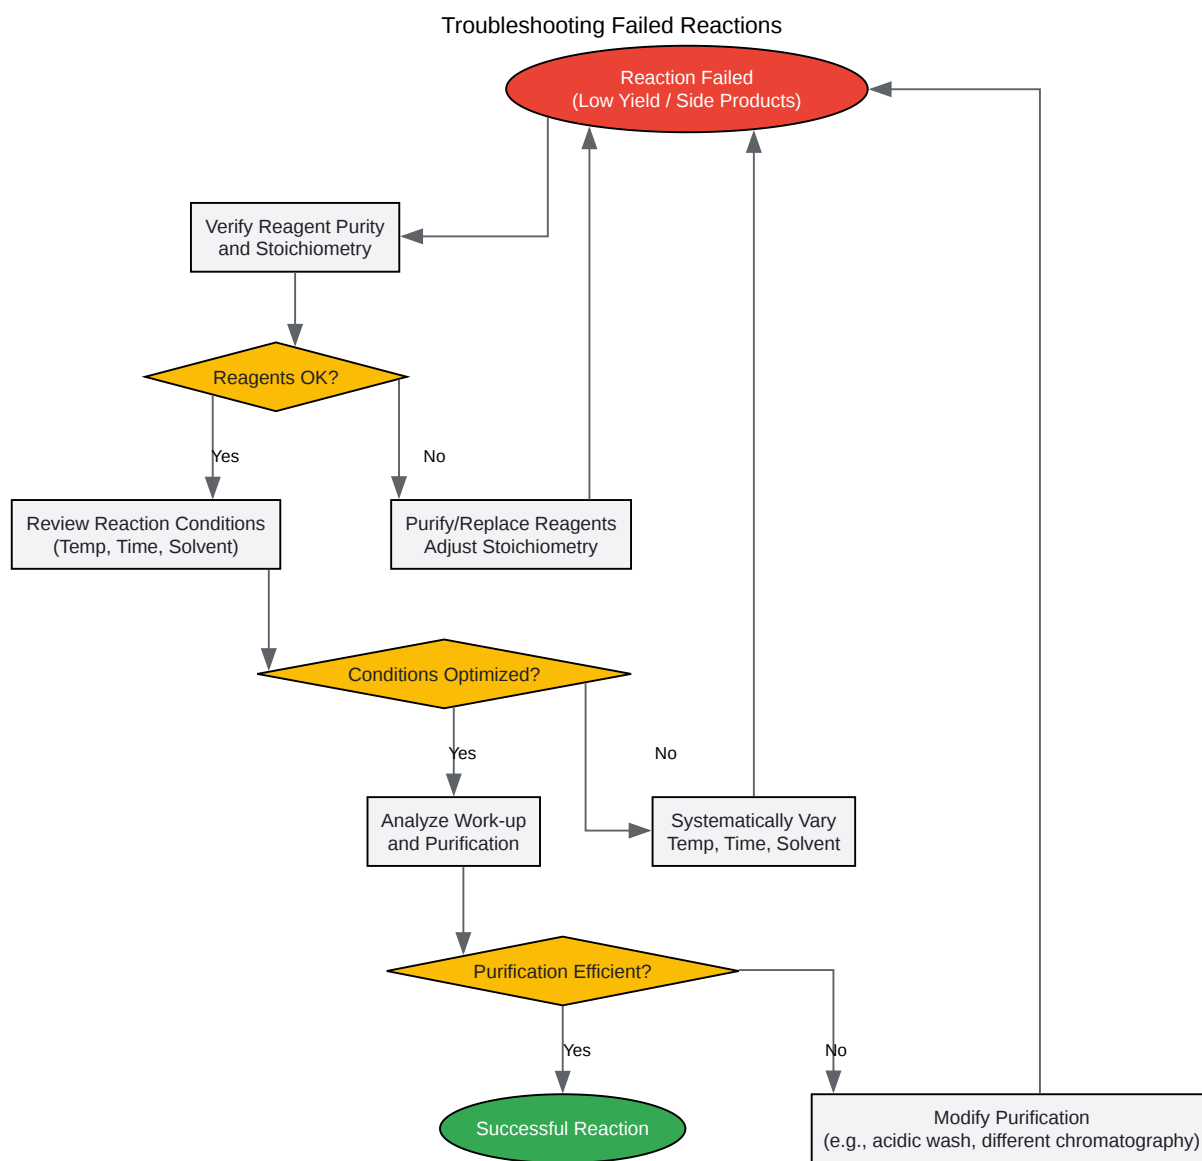 Troubleshooting Failed Reactions
Reaction Failed
(Low Yield / Side Products)
Verify Reagent Purity
and Stoichiometry
Reagents OK?
Yes
No
Review Reaction Conditions
(Temp, Time, Solvent)
Purify/Replace Reagents
Adjust Stoichiometry
Conditions Optimized?
Yes
No
Analyze Work-up
and Purification
Systematically Vary
Temp, Time, Solvent
Purification Efficient?
Yes
No
Successful Reaction
Modify Purification
(e.g., acidic wash, different chromatography)